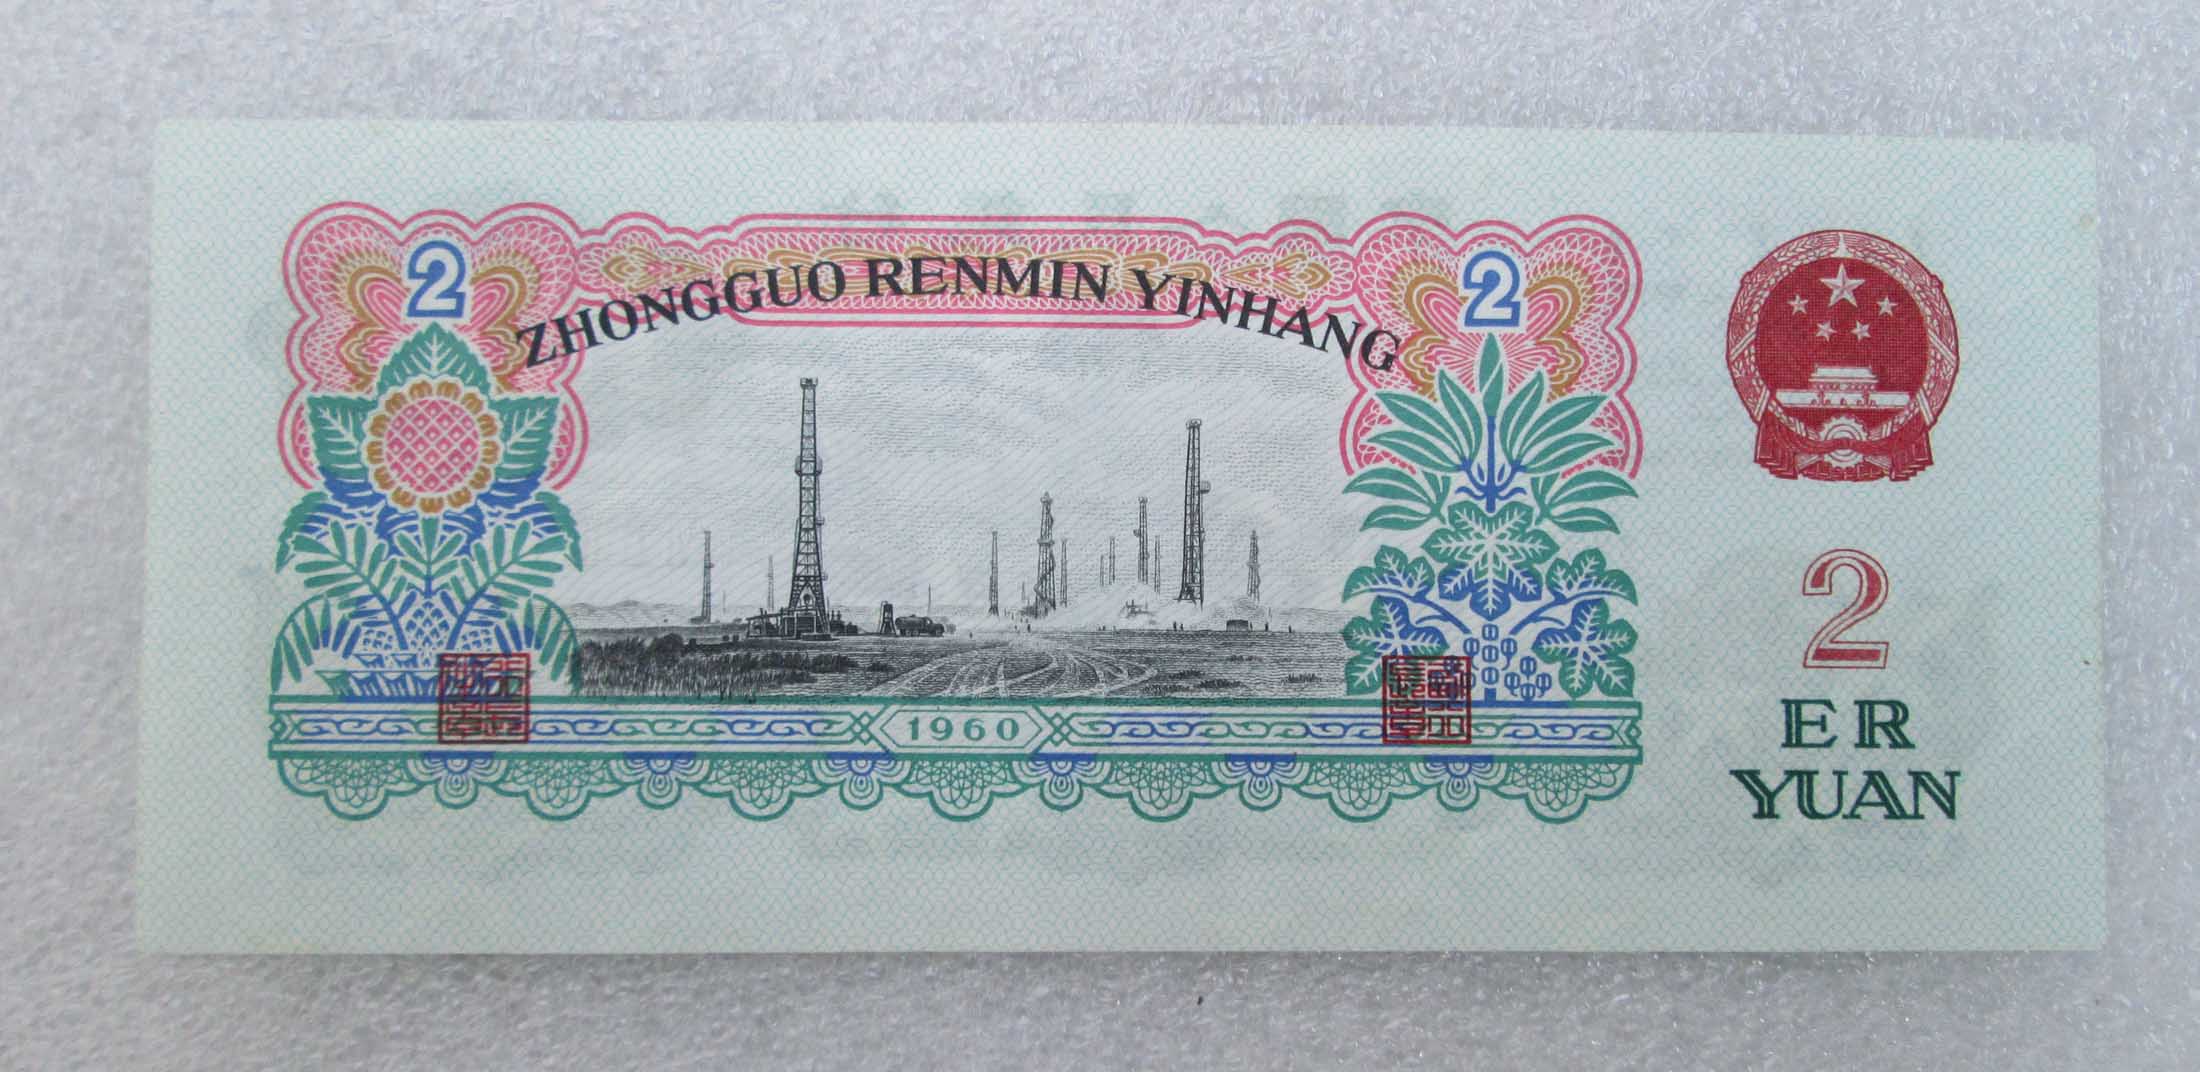 ZHONGGUO RENMIN YINHANG
2
2
1960
2
ER
YUAN